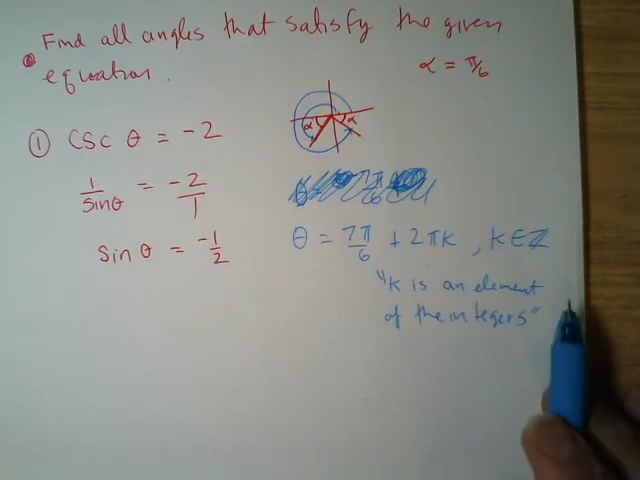 Find all angles that satisfy the given
equation.
α = π/6
① csc θ = -2
α α
1/sinθ = -2/1
sin θ = -1/2
θ = 7π/6 + 2πk , k∈ℤ
"k is an element
of the integers"